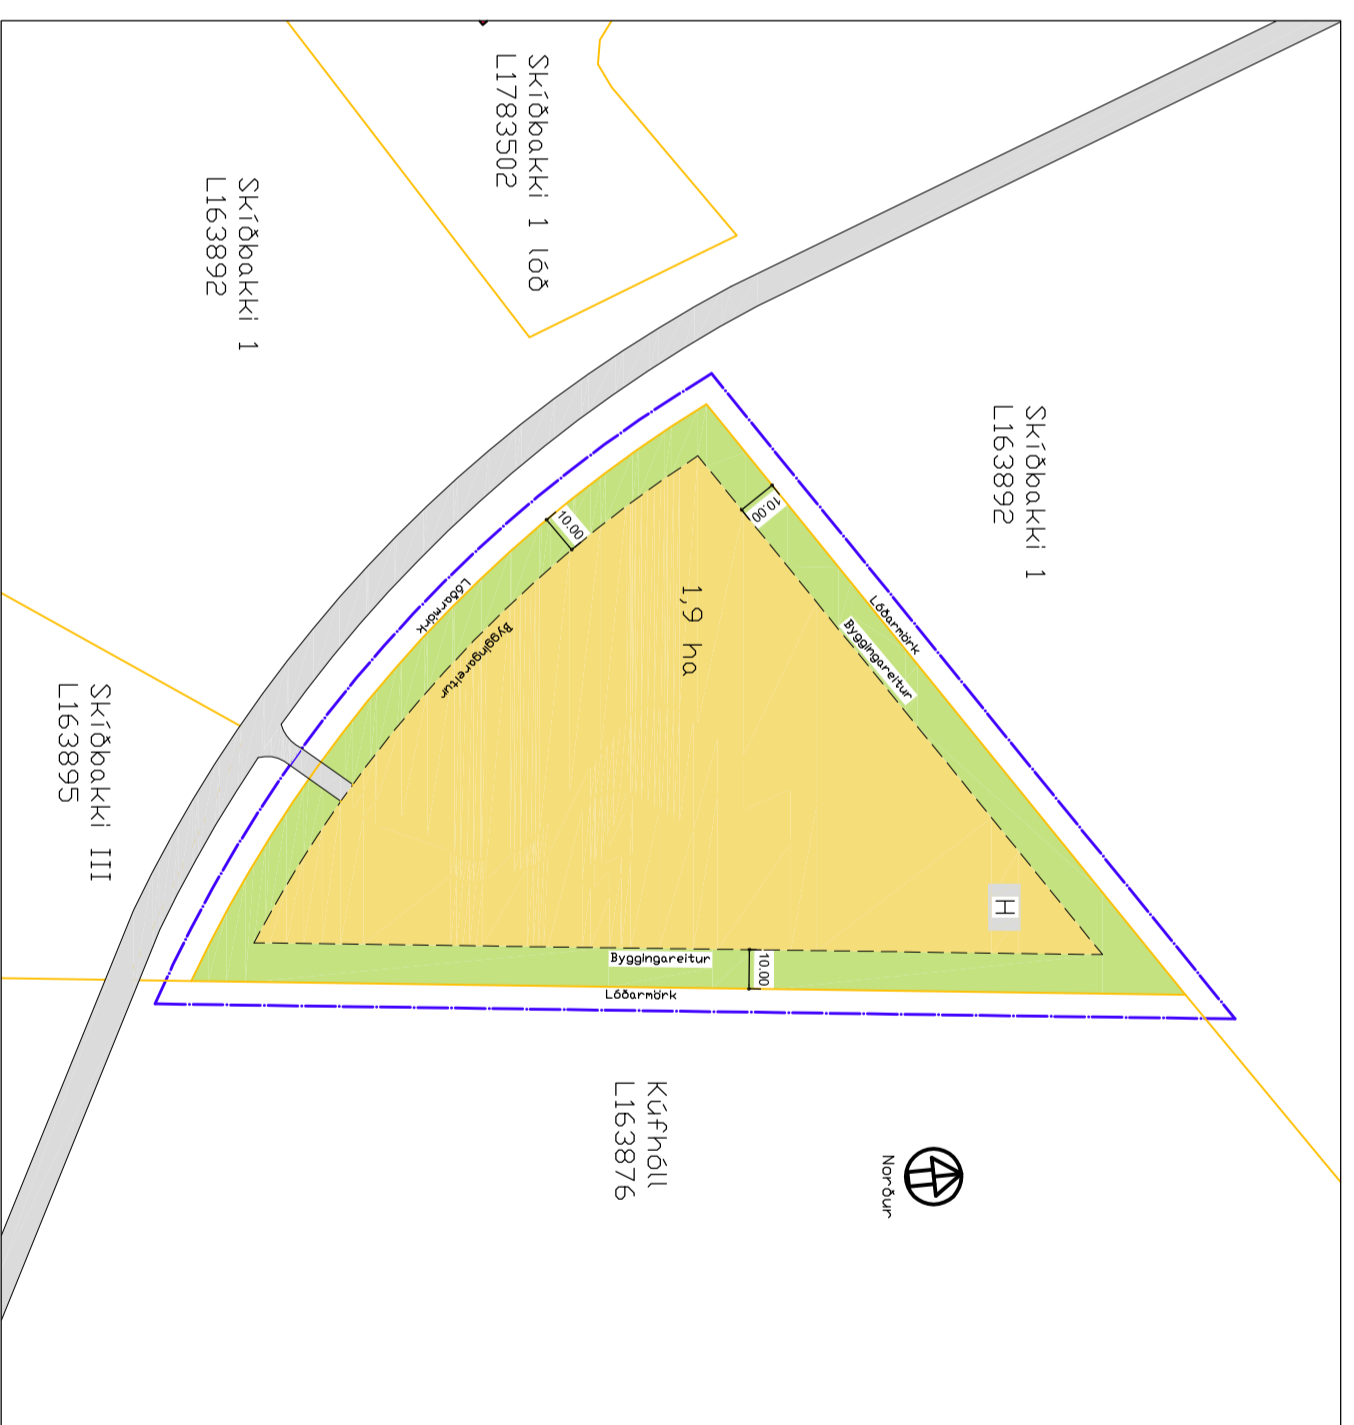 Skíðbakki 1 lóð
L1783502
Skíðbakki 1
L163892
Skíðbakki 1
L163892
Skíðbakki III
L163895
Kúfhóll
L163876
1,9 ha
10.00
10.00
10.00
Lóðarmörk
Byggingareitur
Lóðarmörk
Byggingareitur
Byggingareitur
Lóðarmörk
H
Norður